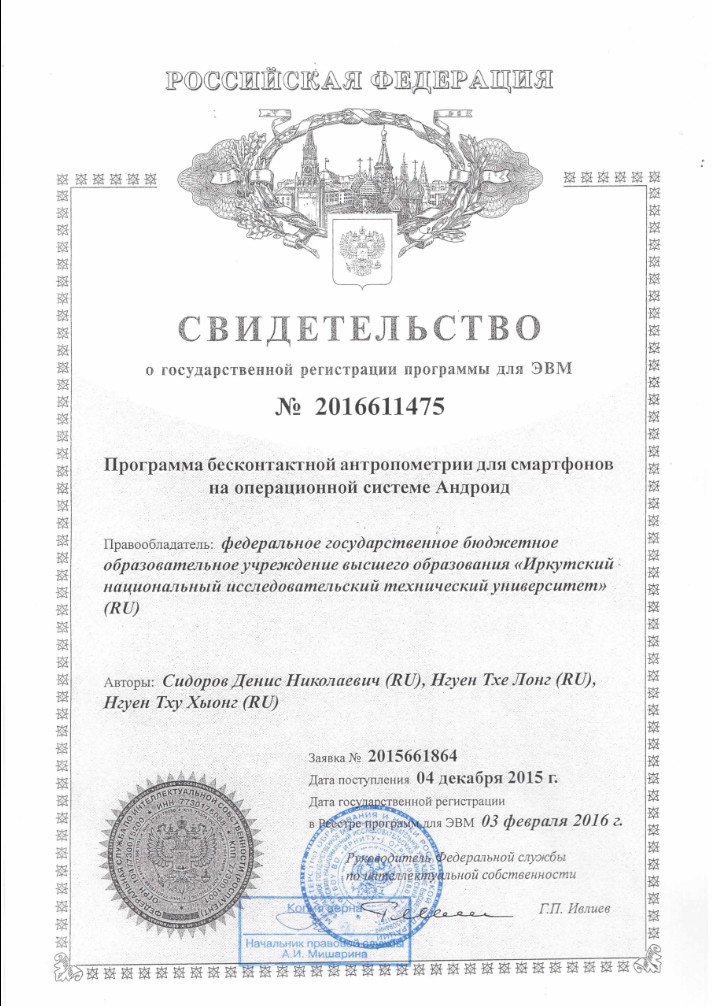 РОССИЙСКАЯ ФЕДЕРАЦИЯ
СВИДЕТЕЛЬСТВО
о государственной регистрации программы для ЭВМ
№ 2016611475
Программа бесконтактной антропометрии для смартфонов
на операционной системе Андроид
Правообладатель: федеральное государственное бюджетное
образовательное учреждение высшего образования «Иркутский
национальный исследовательский технический университет»
(RU)
Авторы: Сидоров Денис Николаевич (RU), Нгуен Тхе Лонг (RU),
Нгуен Тху Хыонг (RU)
Заявка № 2015661864
Дата поступления 04 декабря 2015 г.
Дата государственной регистрации
в Реестре программ для ЭВМ 03 февраля 2016 г.
Руководитель Федеральной службы
по интеллектуальной собственности
Г.П. Ивлиев
Копия верна
Начальник правовой службы
А.И. Мишарина